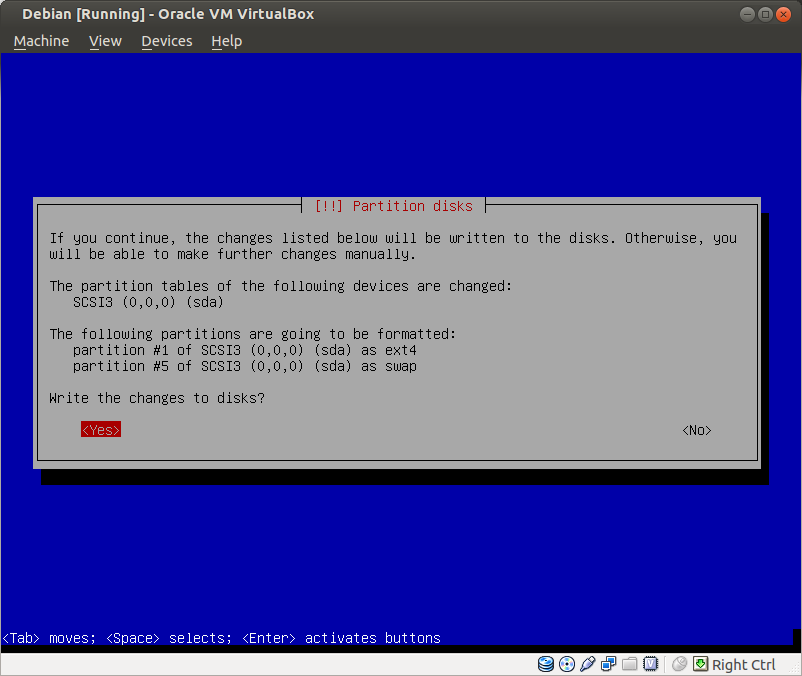 Debian [Running] - Oracle VM VirtualBox
Machine View Devices Help
[!!] Partition disks
If you continue, the changes listed below will be written to the disks. Otherwise, you
will be able to make further changes manually.
The partition tables of the following devices are changed:
SCSI3 (0,0,0) (sda)
The following partitions are going to be formatted:
partition #1 of SCSI3 (0,0,0) (sda) as ext4
partition #5 of SCSI3 (0,0,0) (sda) as swap
Write the changes to disks?
<Yes> <No>
<Tab> moves; <Space> selects; <Enter> activates buttons
Right Ctrl